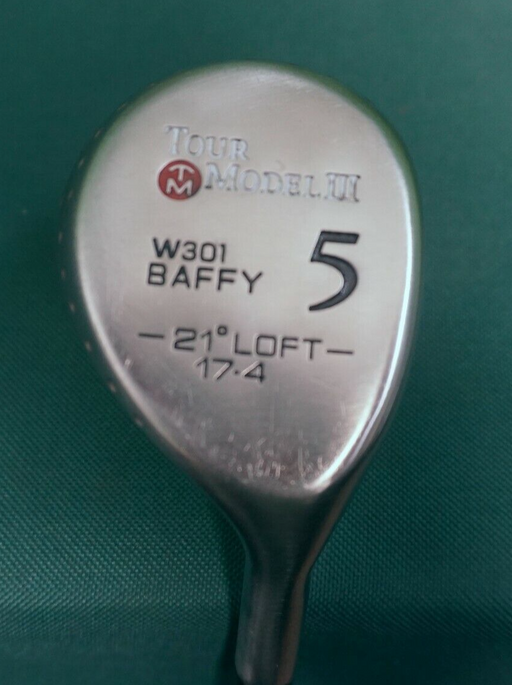 TOUR
TM MODEL III
W301
BAFFY
5
—21° LOFT—
17·4